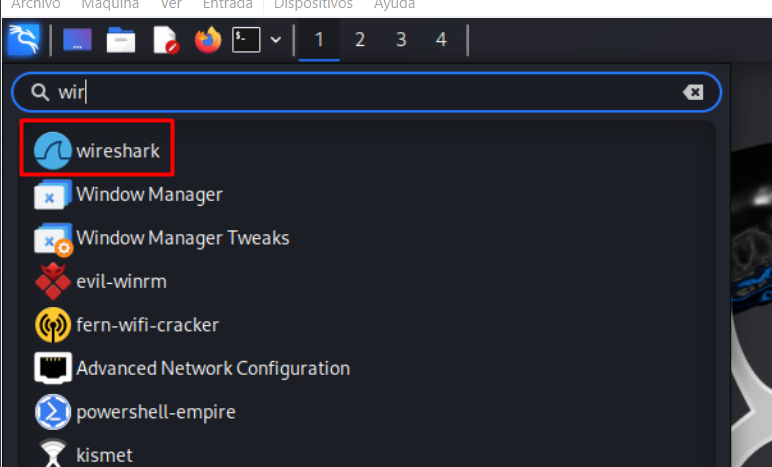 Archivo Máquina Ver Entrada Dispositivos Ayuda
1 2 3 4
wir
wireshark
Window Manager
Window Manager Tweaks
evil-winrm
fern-wifi-cracker
Advanced Network Configuration
powershell-empire
kismet